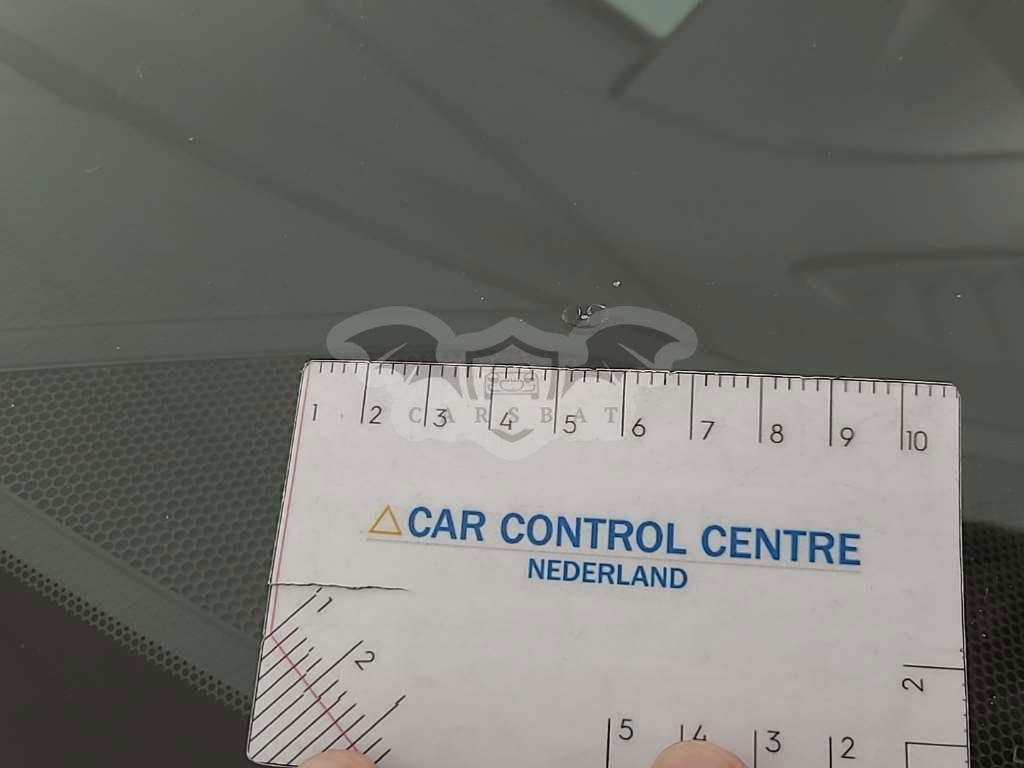 1 2 3 4 5 6 7 8 9 10
CARSBAT
CAR CONTROL CENTRE
NEDERLAND
1
2
2
5 4 3 2